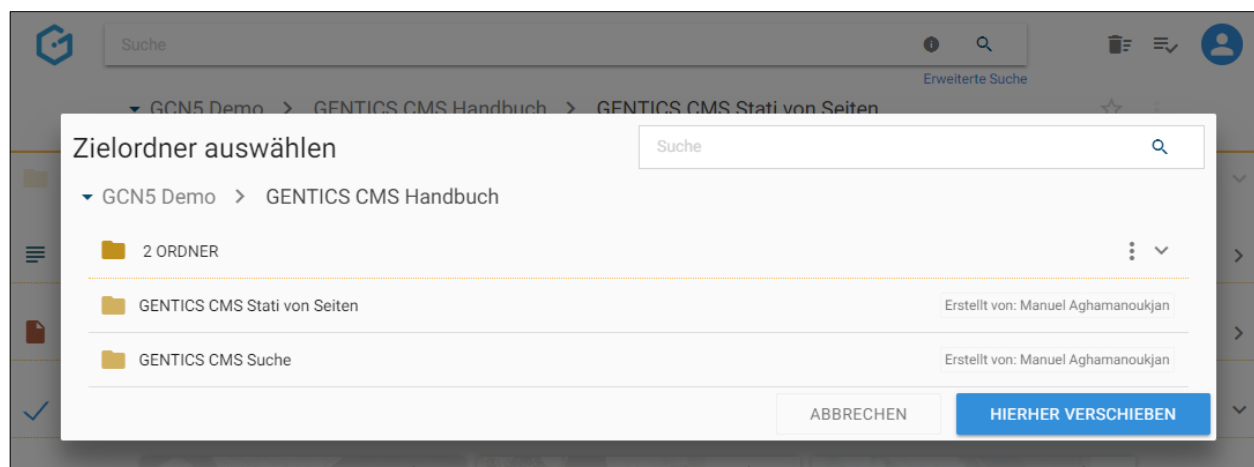 Suche
Erweiterte Suche
GCN5 Demo > GENTICS CMS Handbuch > GENTICS CMS Stati von Seiten
Zielordner auswählen
Suche
GCN5 Demo > GENTICS CMS Handbuch
2 ORDNER
GENTICS CMS Stati von Seiten Erstellt von: Manuel Aghamanoukjan
GENTICS CMS Suche Erstellt von: Manuel Aghamanoukjan
ABBRECHEN HIERHER VERSCHIEBEN